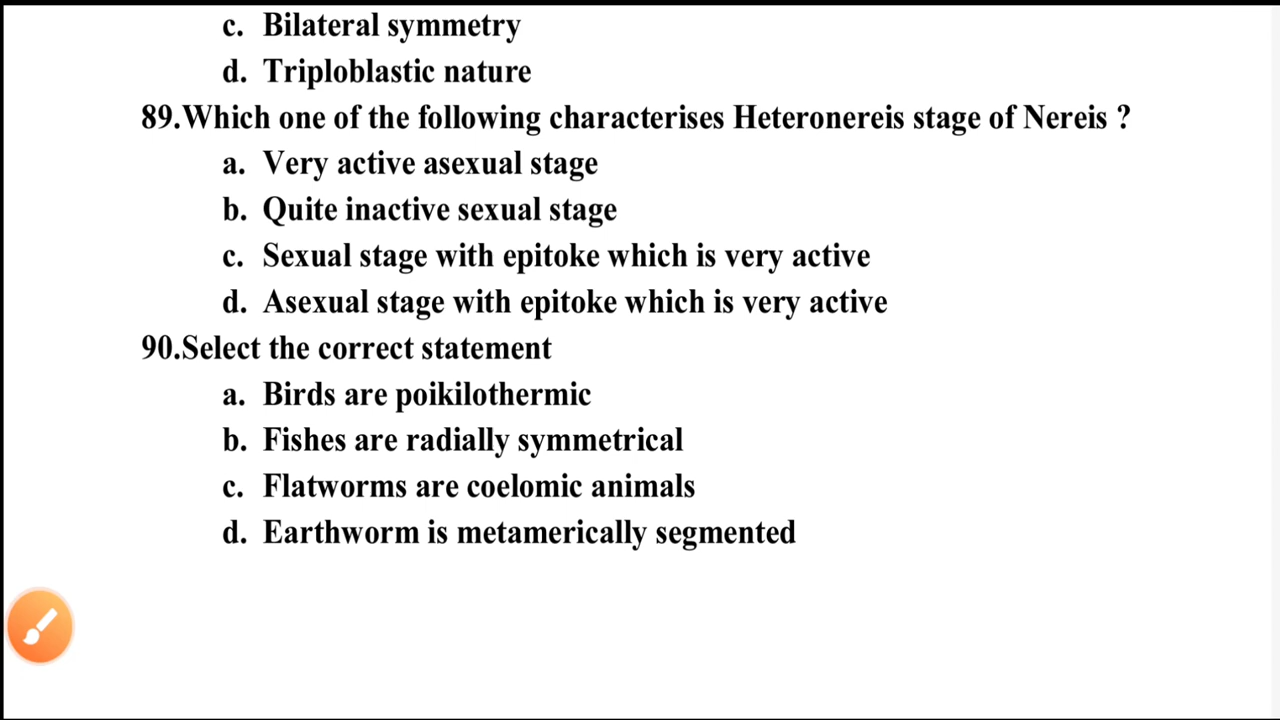 c. Bilateral symmetry
d. Triploblastic nature
89.Which one of the following characterises Heteronereis stage of Nereis ?
a. Very active asexual stage
b. Quite inactive sexual stage
c. Sexual stage with epitoke which is very active
d. Asexual stage with epitoke which is very active
90.Select the correct statement
a. Birds are poikilothermic
b. Fishes are radially symmetrical
c. Flatworms are coelomic animals
d. Earthworm is metamerically segmented